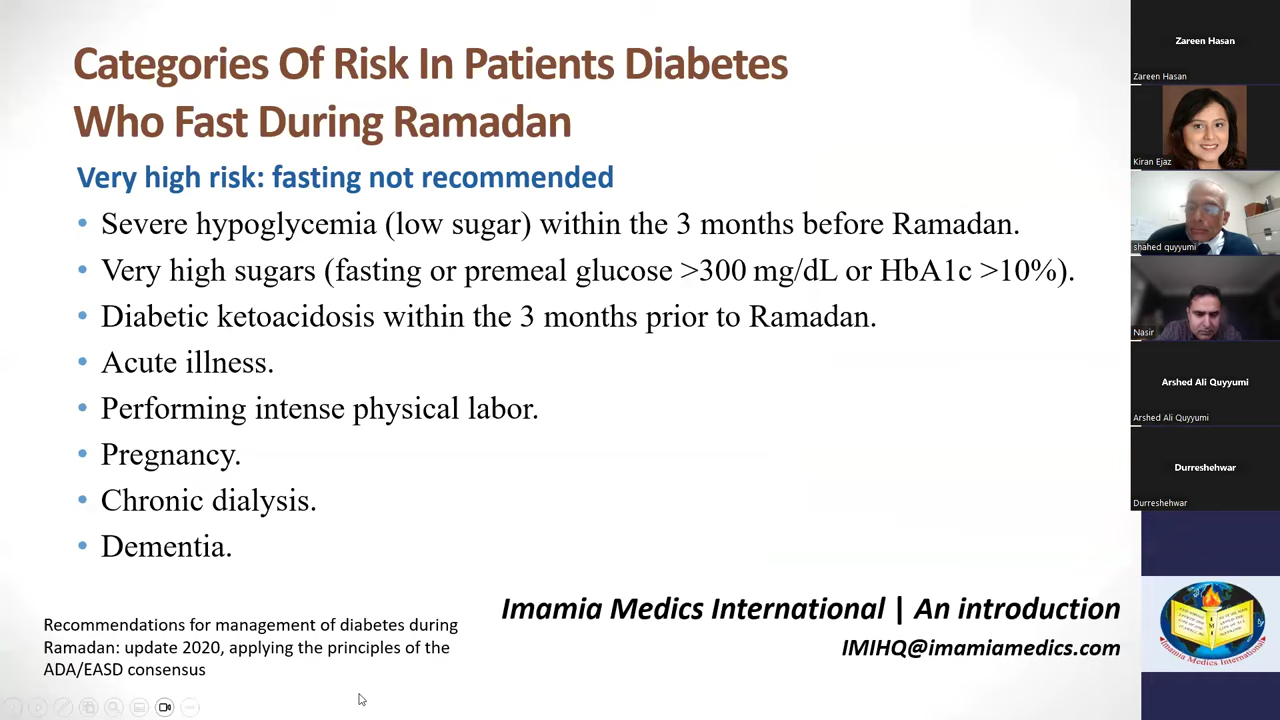 Categories Of Risk In Patients Diabetes
Who Fast During Ramadan
Very high risk: fasting not recommended
• Severe hypoglycemia (low sugar) within the 3 months before Ramadan.
• Very high sugars (fasting or premeal glucose >300 mg/dL or HbA1c >10%).
• Diabetic ketoacidosis within the 3 months prior to Ramadan.
• Acute illness.
• Performing intense physical labor.
• Pregnancy.
• Chronic dialysis.
• Dementia.
Recommendations for management of diabetes during
Ramadan: update 2020, applying the principles of the
ADA/EASD consensus
Imamia Medics International | An introduction
IMIHQ@imamiamedics.com
Zareen Hasan
Zareen Hasan
Kiran Ejaz
shahed quyyumi
Nasir
Arshed Ali Quyyumi
Arshed Ali Quyyumi
Durreshehwar
Durreshehwar
Imamia Medics International